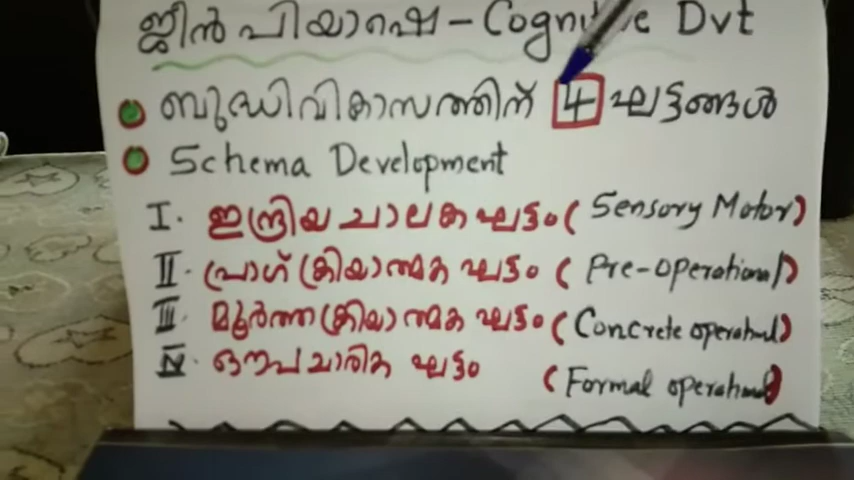 ജീൻ പിയാഷെ - Cognitive Dvt
ബുദ്ധിവികാസത്തിന് 4 ഘട്ടങ്ങൾ
Schema Development
I. ഇന്ദ്രിയ ചാലക ഘട്ടം (Sensory Motor)
II. പ്രാഗ് ക്രിയാത്മക ഘട്ടം (Pre-Operational)
III. മൂർത്ത ക്രിയാത്മക ഘട്ടം (Concrete operational)
IV. ഔപചാരിക ഘട്ടം (Formal operational)